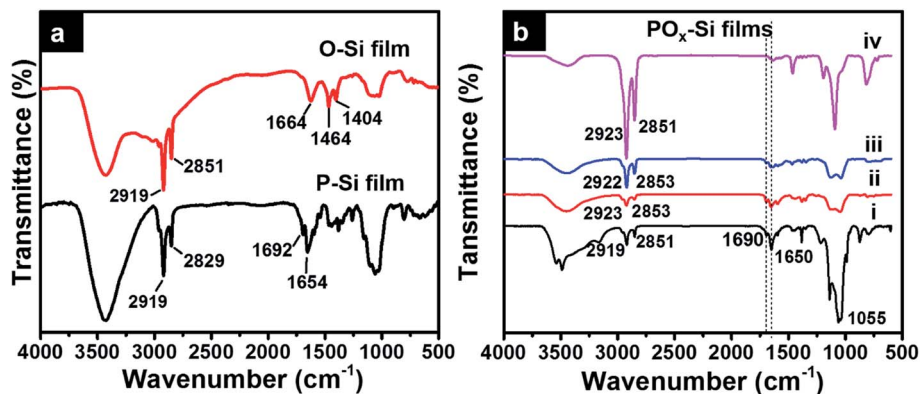 a
O-Si film
1664
1464
1404
2919
2851
P-Si film
1692
1654
2829
2919
Transmittance (%)
4000 3500 3000 2500 2000 1500 1000 500
Wavenumber (cm⁻¹)
b
POₓ-Si films
iv
2923
2851
iii
2922
2853
ii
2923
2853
i
2919
2851
1690
1650
1055
Tansmittance (%)
4000 3500 3000 2500 2000 1500 1000 500
Wavenumber (cm⁻¹)